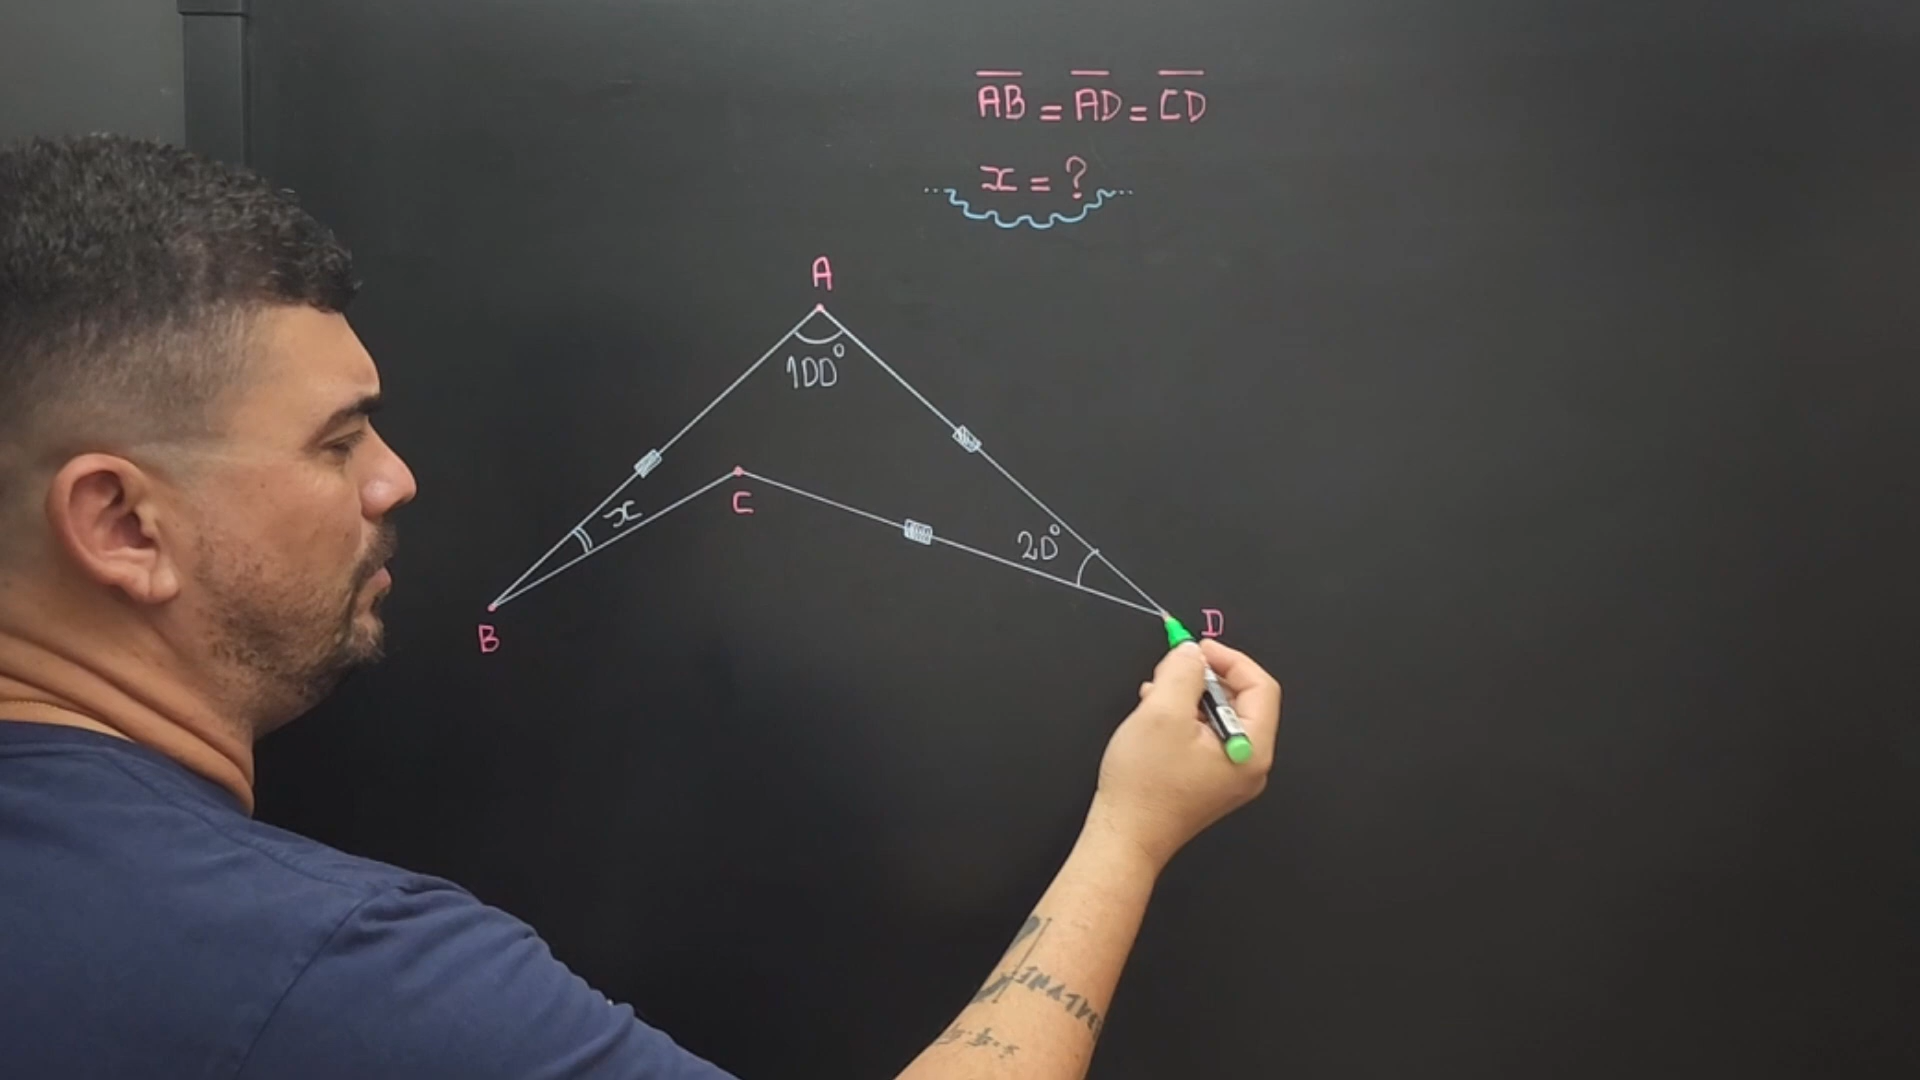 AB = AD = CD
x = ?
A
100°
x
C
20°
B
D